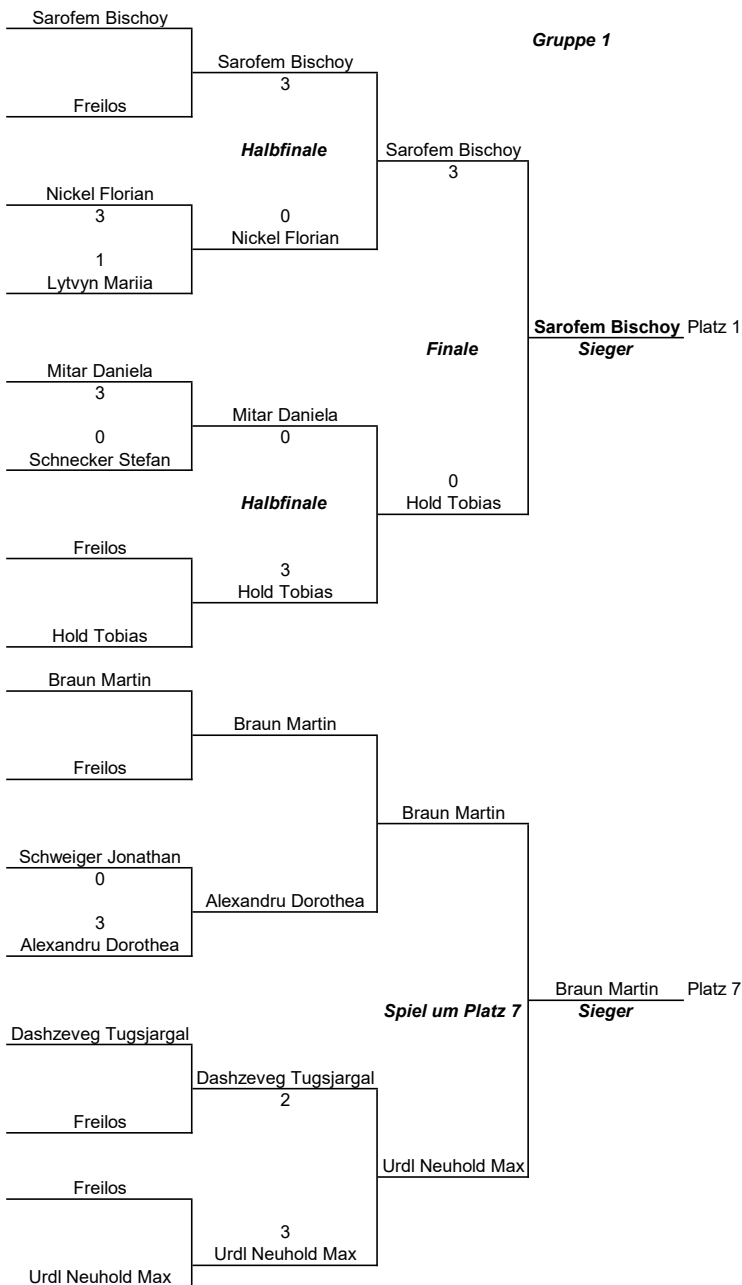 Sarofem Bischoy
Gruppe 1
Sarofem Bischoy
3
Freilos
Halbfinale
Sarofem Bischoy
3
Nickel Florian
3
0
Nickel Florian
1
Lytvyn Mariia
Sarofem Bischoy Platz 1
Finale
Sieger
Mitar Daniela
3
Mitar Daniela
0
0
Schnecker Stefan
0
Hold Tobias
Halbfinale
Freilos
3
Hold Tobias
Hold Tobias
Braun Martin
Braun Martin
Freilos
Braun Martin
Schweiger Jonathan
0
Alexandru Dorothea
3
Alexandru Dorothea
Braun Martin Platz 7
Spiel um Platz 7
Sieger
Dashzeveg Tugsjargal
Dashzeveg Tugsjargal
2
Freilos
Urdl Neuhold Max
Freilos
3
Urdl Neuhold Max
Urdl Neuhold Max